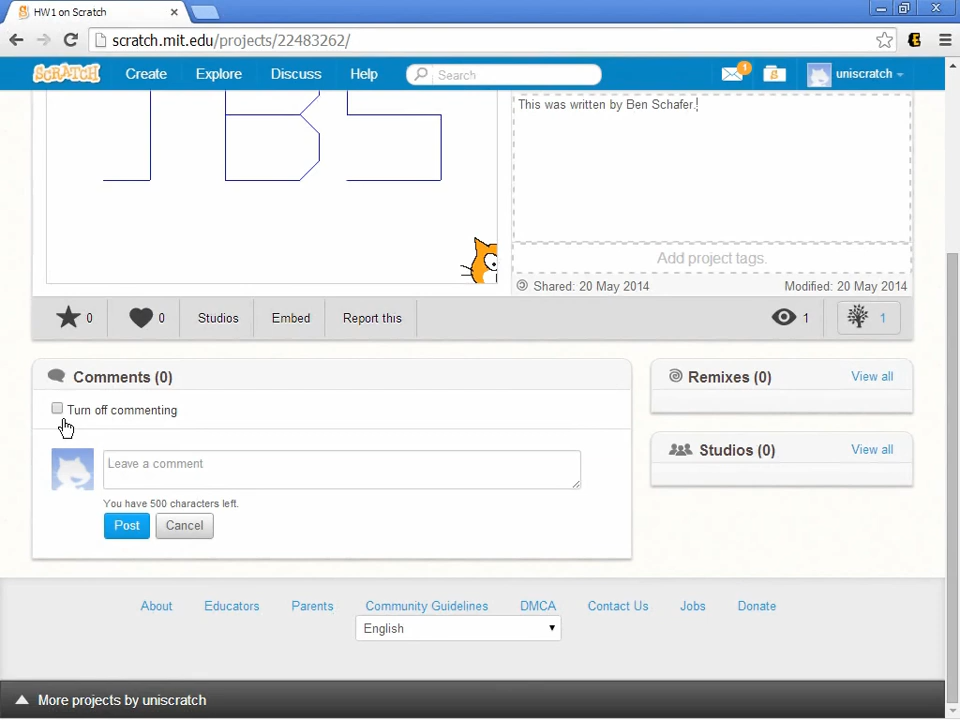 HW1 on Scratch
scratch.mit.edu/projects/22483262/
SCRATCH Create Explore Discuss Help Search 1 uniscratch
This was written by Ben Schafer.
JBS
Add project tags.
Shared: 20 May 2014 Modified: 20 May 2014
0 0 Studios Embed Report this 1 1
Comments (0)
Turn off commenting
Leave a comment
You have 500 characters left.
Post Cancel
Remixes (0) View all
Studios (0) View all
About Educators Parents Community Guidelines DMCA Contact Us Jobs Donate
English
More projects by uniscratch